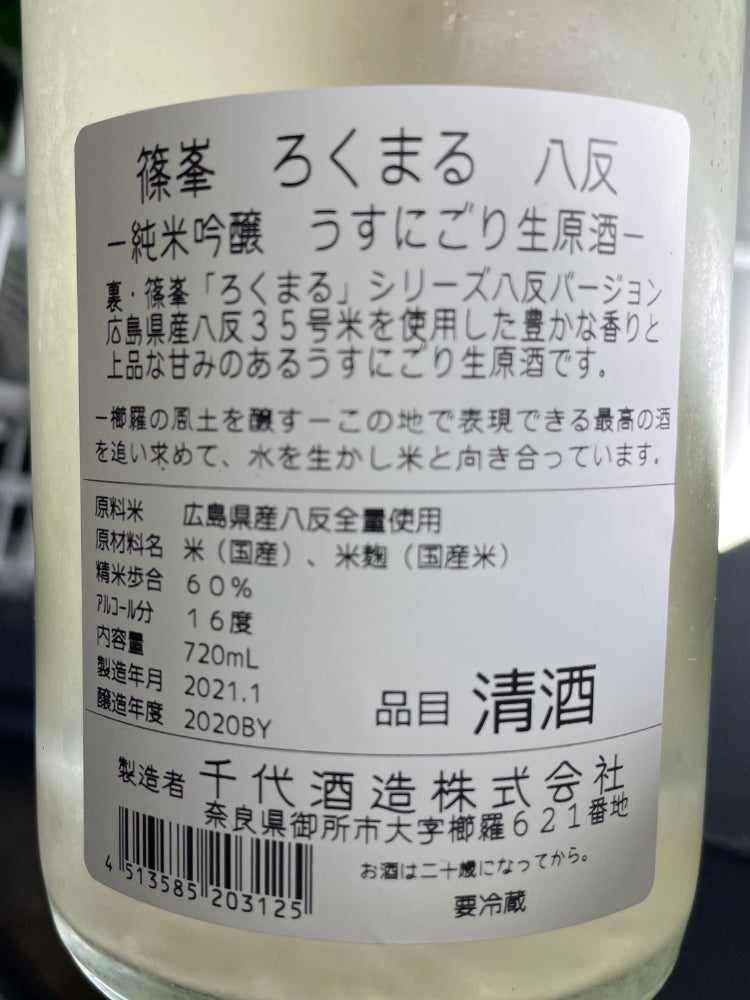 篠峯 ろくまる 八反
－純米吟醸 うすにごり生原酒－
裏・篠峯「ろくまる」シリーズ八反バージョン
広島県産八反３５号米を使用した豊かな香りと
上品な甘みのあるうすにごり生原酒です。
－櫛羅の風土を醸す－この地で表現できる最高の酒
を追い求めて、水を生かし米と向き合っています。
原料米 広島県産八反全量使用
原材料名 米（国産）、米麹（国産米）
精米歩合 ６０％
アルコール分 １６度
内容量 720mL
製造年月 2021.1
醸造年度 2020BY
品目 清酒
製造者 千代酒造株式会社
奈良県御所市大字櫛羅６２１番地
4 513585 203125
お酒は二十歳になってから。
要冷蔵